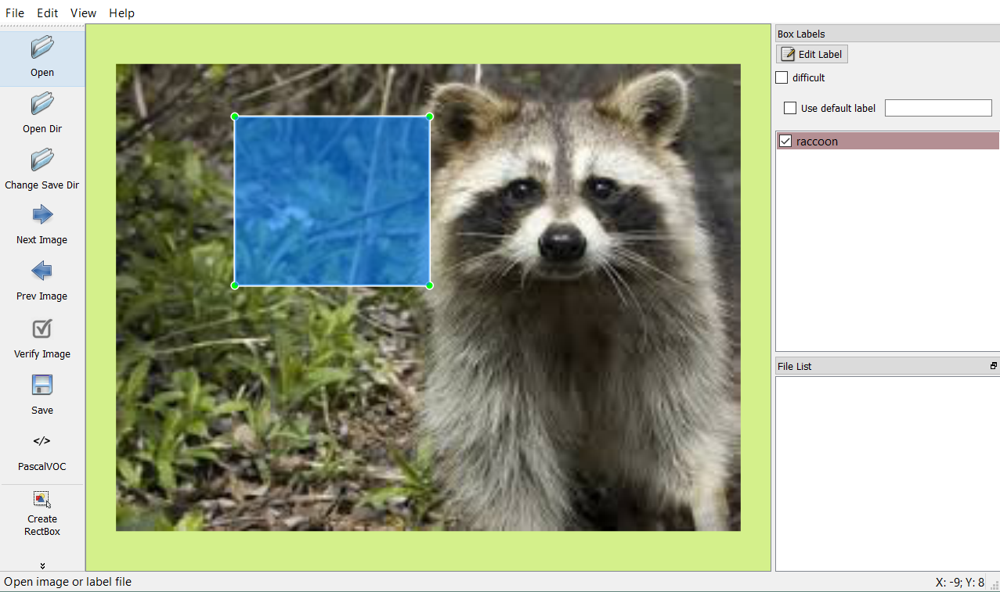 File Edit View Help
Open
Open Dir
Change Save Dir
Next Image
Prev Image
Verify Image
Save
</>
PascalVOC
Create
RectBox
Box Labels
Edit Label
difficult
Use default label
raccoon
File List
Open image or label file
X: -9; Y: 8